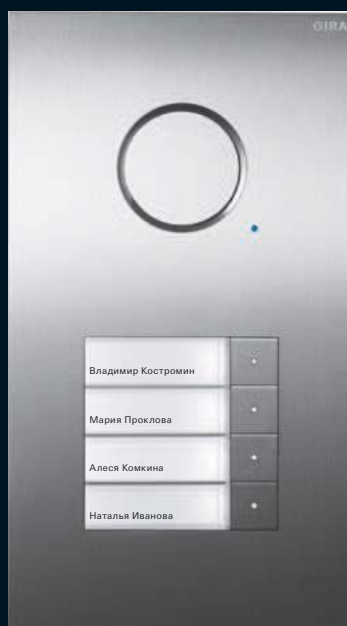 GIRA
Владимир Костромин
Мария Проклова
Алеся Комкина
Наталья Иванова